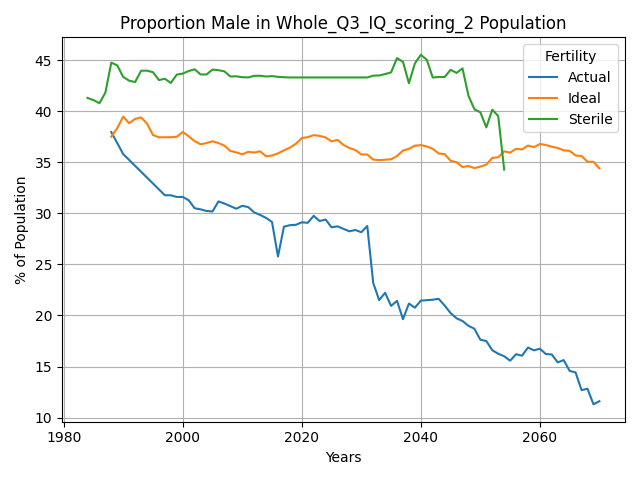 Proportion Male in Whole_Q3_IQ_scoring_2 Population
% of Population
45
40
35
30
25
20
15
10
1980
2000
2020
2040
2060
Years
Fertility
Actual
Ideal
Sterile